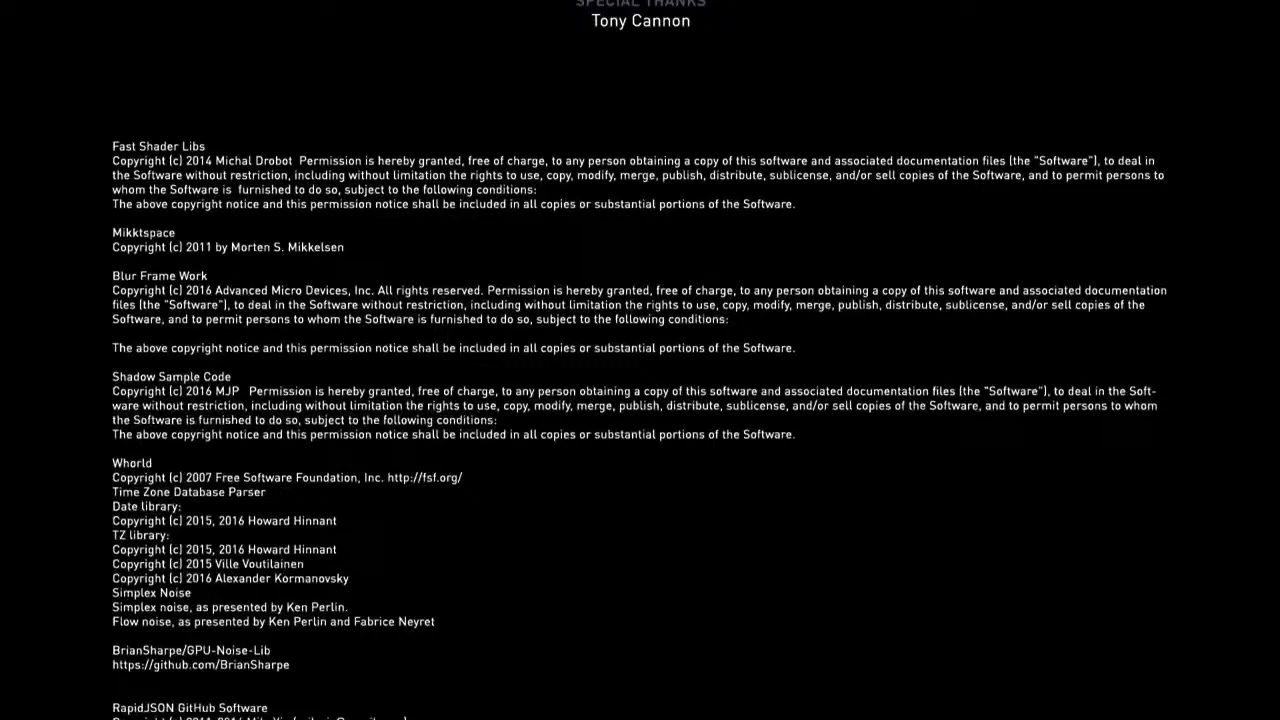 SPECIAL THANKS
Tony Cannon
Fast Shader Libs
Copyright (c) 2014 Michal Drobot  Permission is hereby granted, free of charge, to any person obtaining a copy of this software and associated documentation files (the "Software"), to deal in
the Software without restriction, including without limitation the rights to use, copy, modify, merge, publish, distribute, sublicense, and/or sell copies of the Software, and to permit persons to
whom the Software is  furnished to do so, subject to the following conditions:
The above copyright notice and this permission notice shall be included in all copies or substantial portions of the Software.
Mikktspace
Copyright (c) 2011 by Morten S. Mikkelsen
Blur Frame Work
Copyright (c) 2016 Advanced Micro Devices, Inc. All rights reserved. Permission is hereby granted, free of charge, to any person obtaining a copy of this software and associated documentation
files (the "Software"), to deal in the Software without restriction, including without limitation the rights to use, copy, modify, merge, publish, distribute, sublicense, and/or sell copies of the
Software, and to permit persons to whom the Software is furnished to do so, subject to the following conditions:
The above copyright notice and this permission notice shall be included in all copies or substantial portions of the Software.
Shadow Sample Code
Copyright (c) 2016 MJP   Permission is hereby granted, free of charge, to any person obtaining a copy of this software and associated documentation files (the "Software"), to deal in the Soft-
ware without restriction, including without limitation the rights to use, copy, modify, merge, publish, distribute, sublicense, and/or sell copies of the Software, and to permit persons to whom
the Software is furnished to do so, subject to the following conditions:
The above copyright notice and this permission notice shall be included in all copies or substantial portions of the Software.
Whorld
Copyright (c) 2007 Free Software Foundation, Inc. http://fsf.org/
Time Zone Database Parser
Date library:
Copyright (c) 2015, 2016 Howard Hinnant
TZ library:
Copyright (c) 2015, 2016 Howard Hinnant
Copyright (c) 2015 Ville Voutilainen
Copyright (c) 2016 Alexander Kormanovsky
Simplex Noise
Simplex noise, as presented by Ken Perlin.
Flow noise, as presented by Ken Perlin and Fabrice Neyret
BrianSharpe/GPU-Noise-Lib
https://github.com/BrianSharpe
RapidJSON GitHub Software